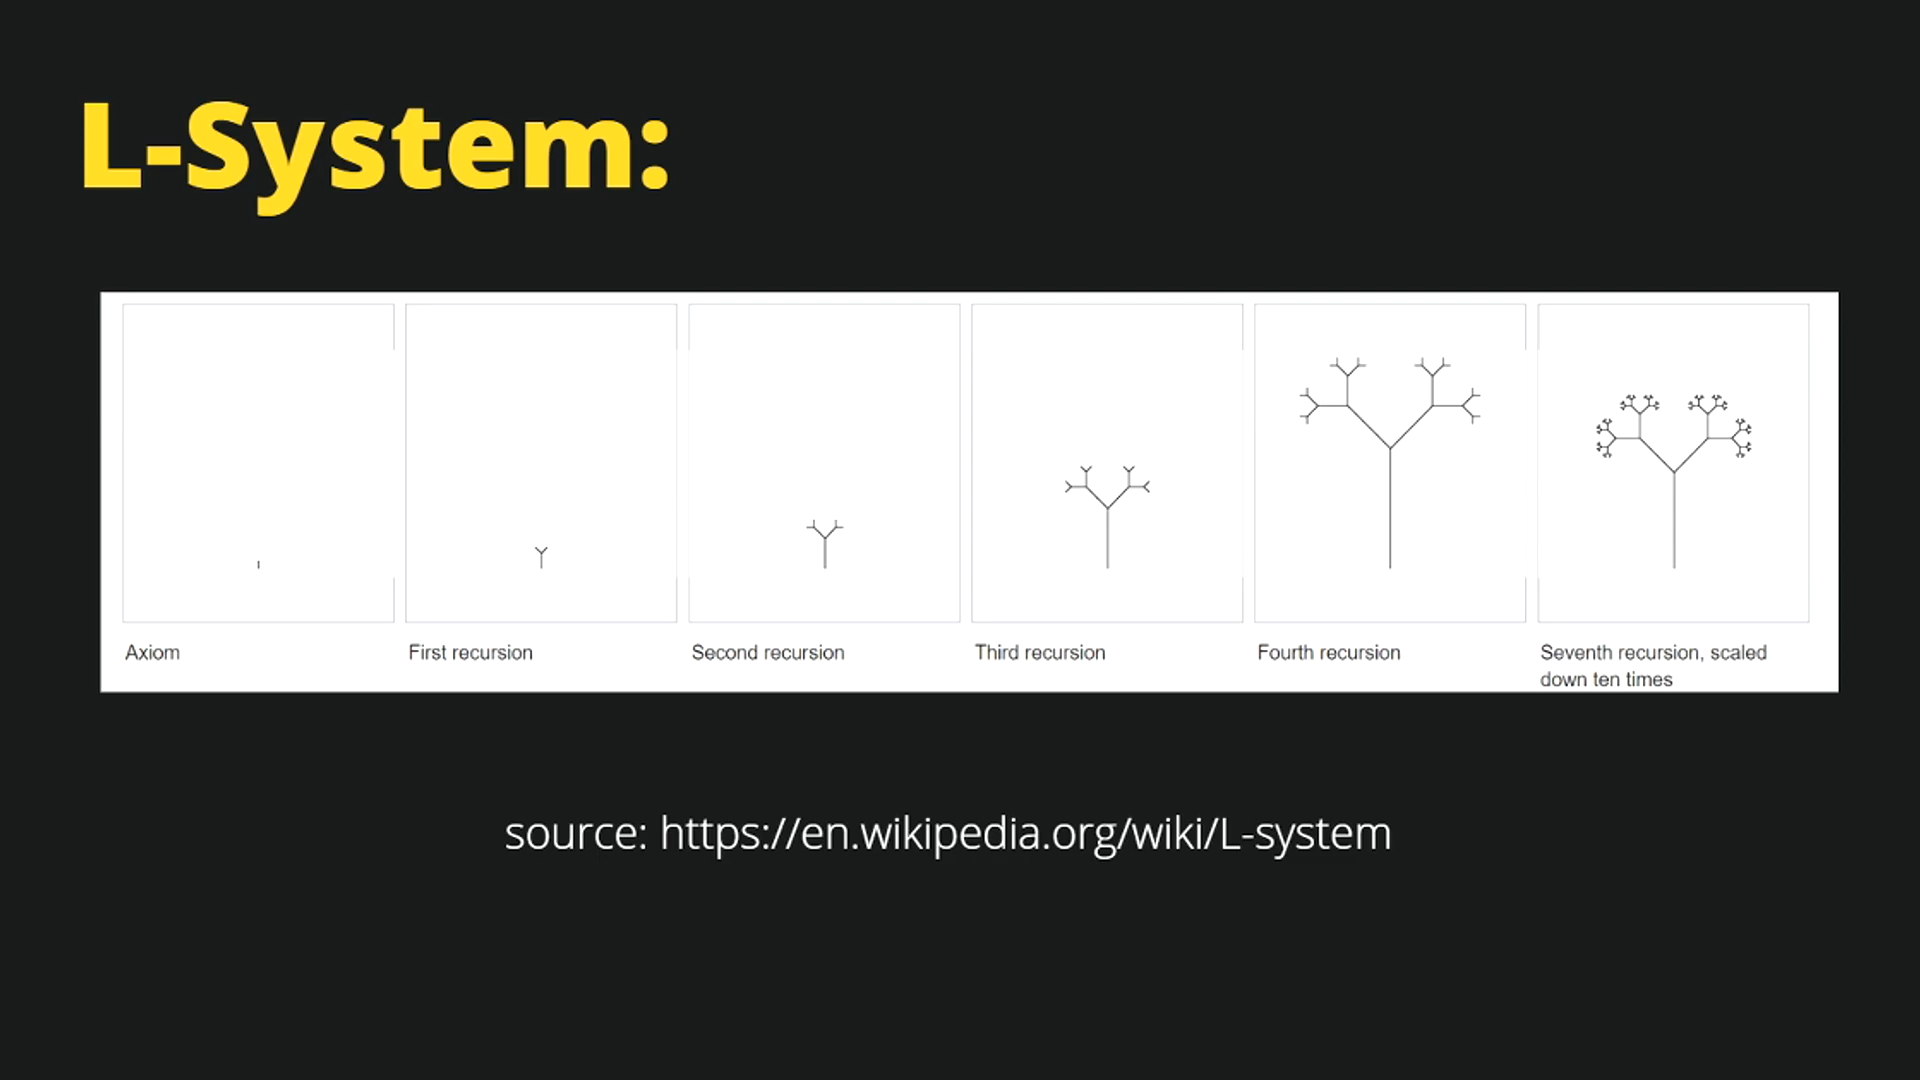 L-System:
Axiom
First recursion
Second recursion
Third recursion
Fourth recursion
Seventh recursion, scaled
down ten times
source: https://en.wikipedia.org/wiki/L-system